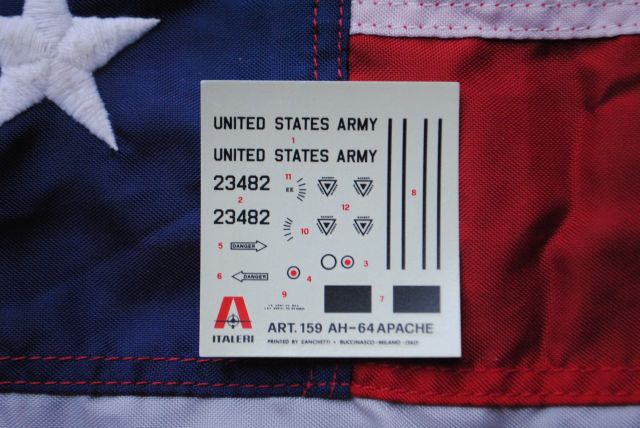 UNITED STATES ARMY
1
UNITED STATES ARMY
23482
11
EK
2
8
23482
10
12
5
DANGER
3
6
DANGER
4
9
7
ITALERI
ART. 159 AH-64 APACHE
PRINTED BY ZANCHETTI • BUCCINASCO-MILANO-ITALY